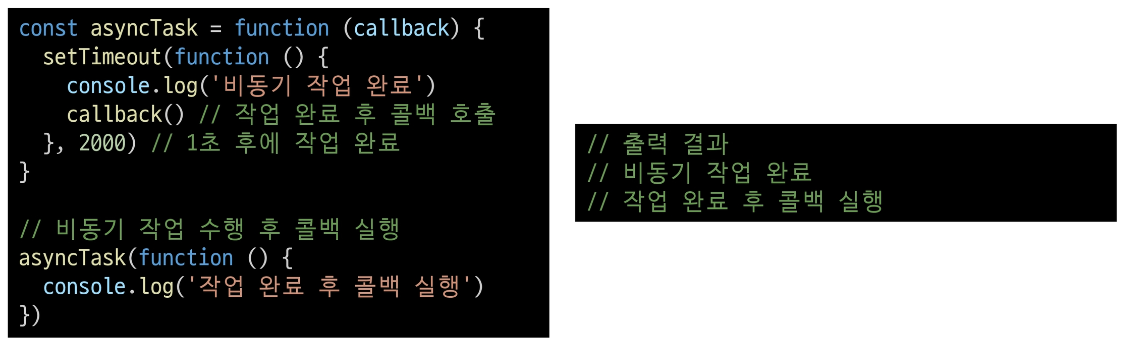 const asyncTask = function (callback) {
  setTimeout(function () {
    console.log('비동기 작업 완료')
    callback() // 작업 완료 후 콜백 호출
  }, 2000) // 1초 후에 작업 완료
}

// 비동기 작업 수행 후 콜백 실행
asyncTask(function () {
  console.log('작업 완료 후 콜백 실행')
})
// 출력 결과
// 비동기 작업 완료
// 작업 완료 후 콜백 실행